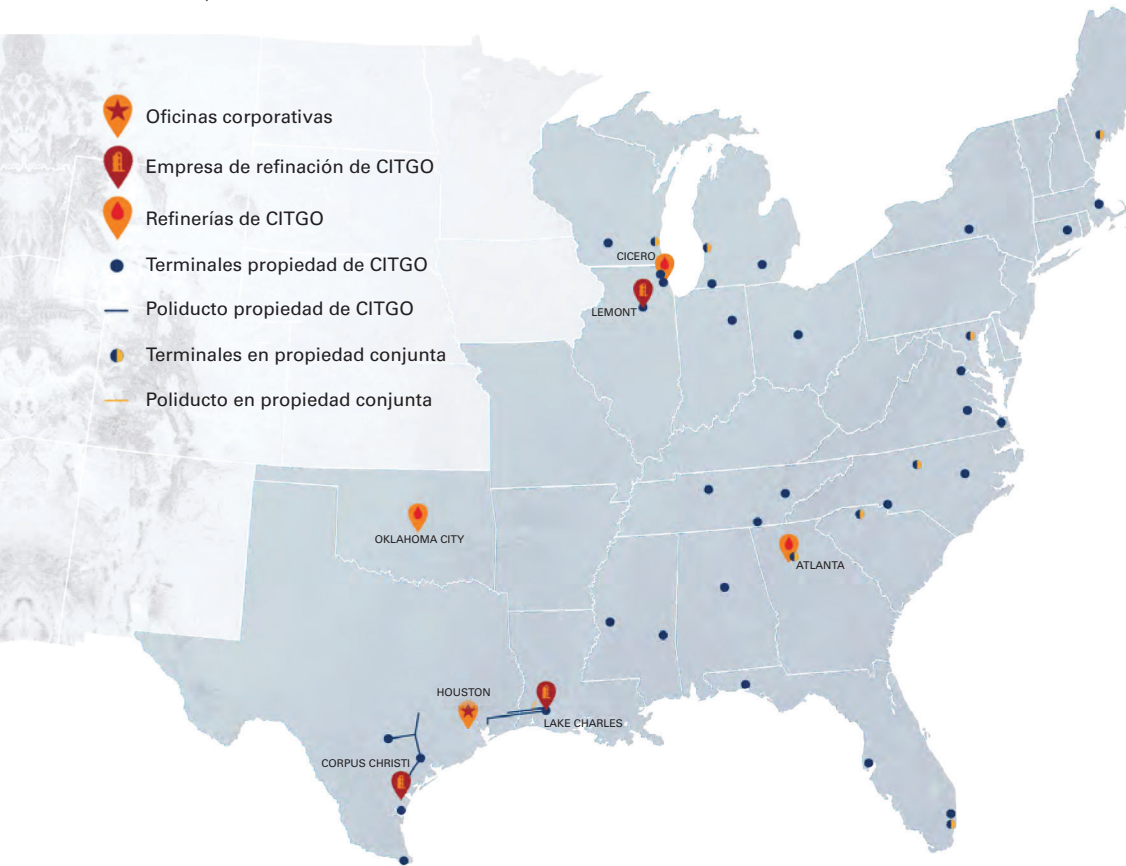 Oficinas corporativas
Empresa de refinación de CITGO
Refinerías de CITGO
Terminales propiedad de CITGO
Poliducto propiedad de CITGO
Terminales en propiedad conjunta
Poliducto en propiedad conjunta
CICERO
LEMONT
OKLAHOMA CITY
ATLANTA
HOUSTON
LAKE CHARLES
CORPUS CHRISTI